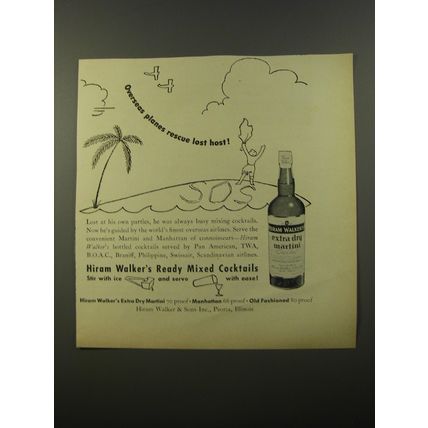 Overseas planes rescue lost host!
SOS
Lost at his own parties, he was always busy mixing cocktails.
Now he's guided by the world's finest overseas airlines. Serve the
convenient Martini and Manhattan of connoisseurs—Hiram
Walker's bottled cocktails served by Pan American, TWA,
B.O.A.C., Braniff, Philippine, Swissair, Scandinavian airlines.
Hiram Walker's Ready Mixed Cocktails
Stir with ice and serve with ease!
Hiram Walker's Extra Dry Martini 70 proof • Manhattan 68 proof • Old Fashioned 80 proof
Hiram Walker & Sons Inc., Peoria, Illinois
HIRAM WALKER'S
extra dry
martini